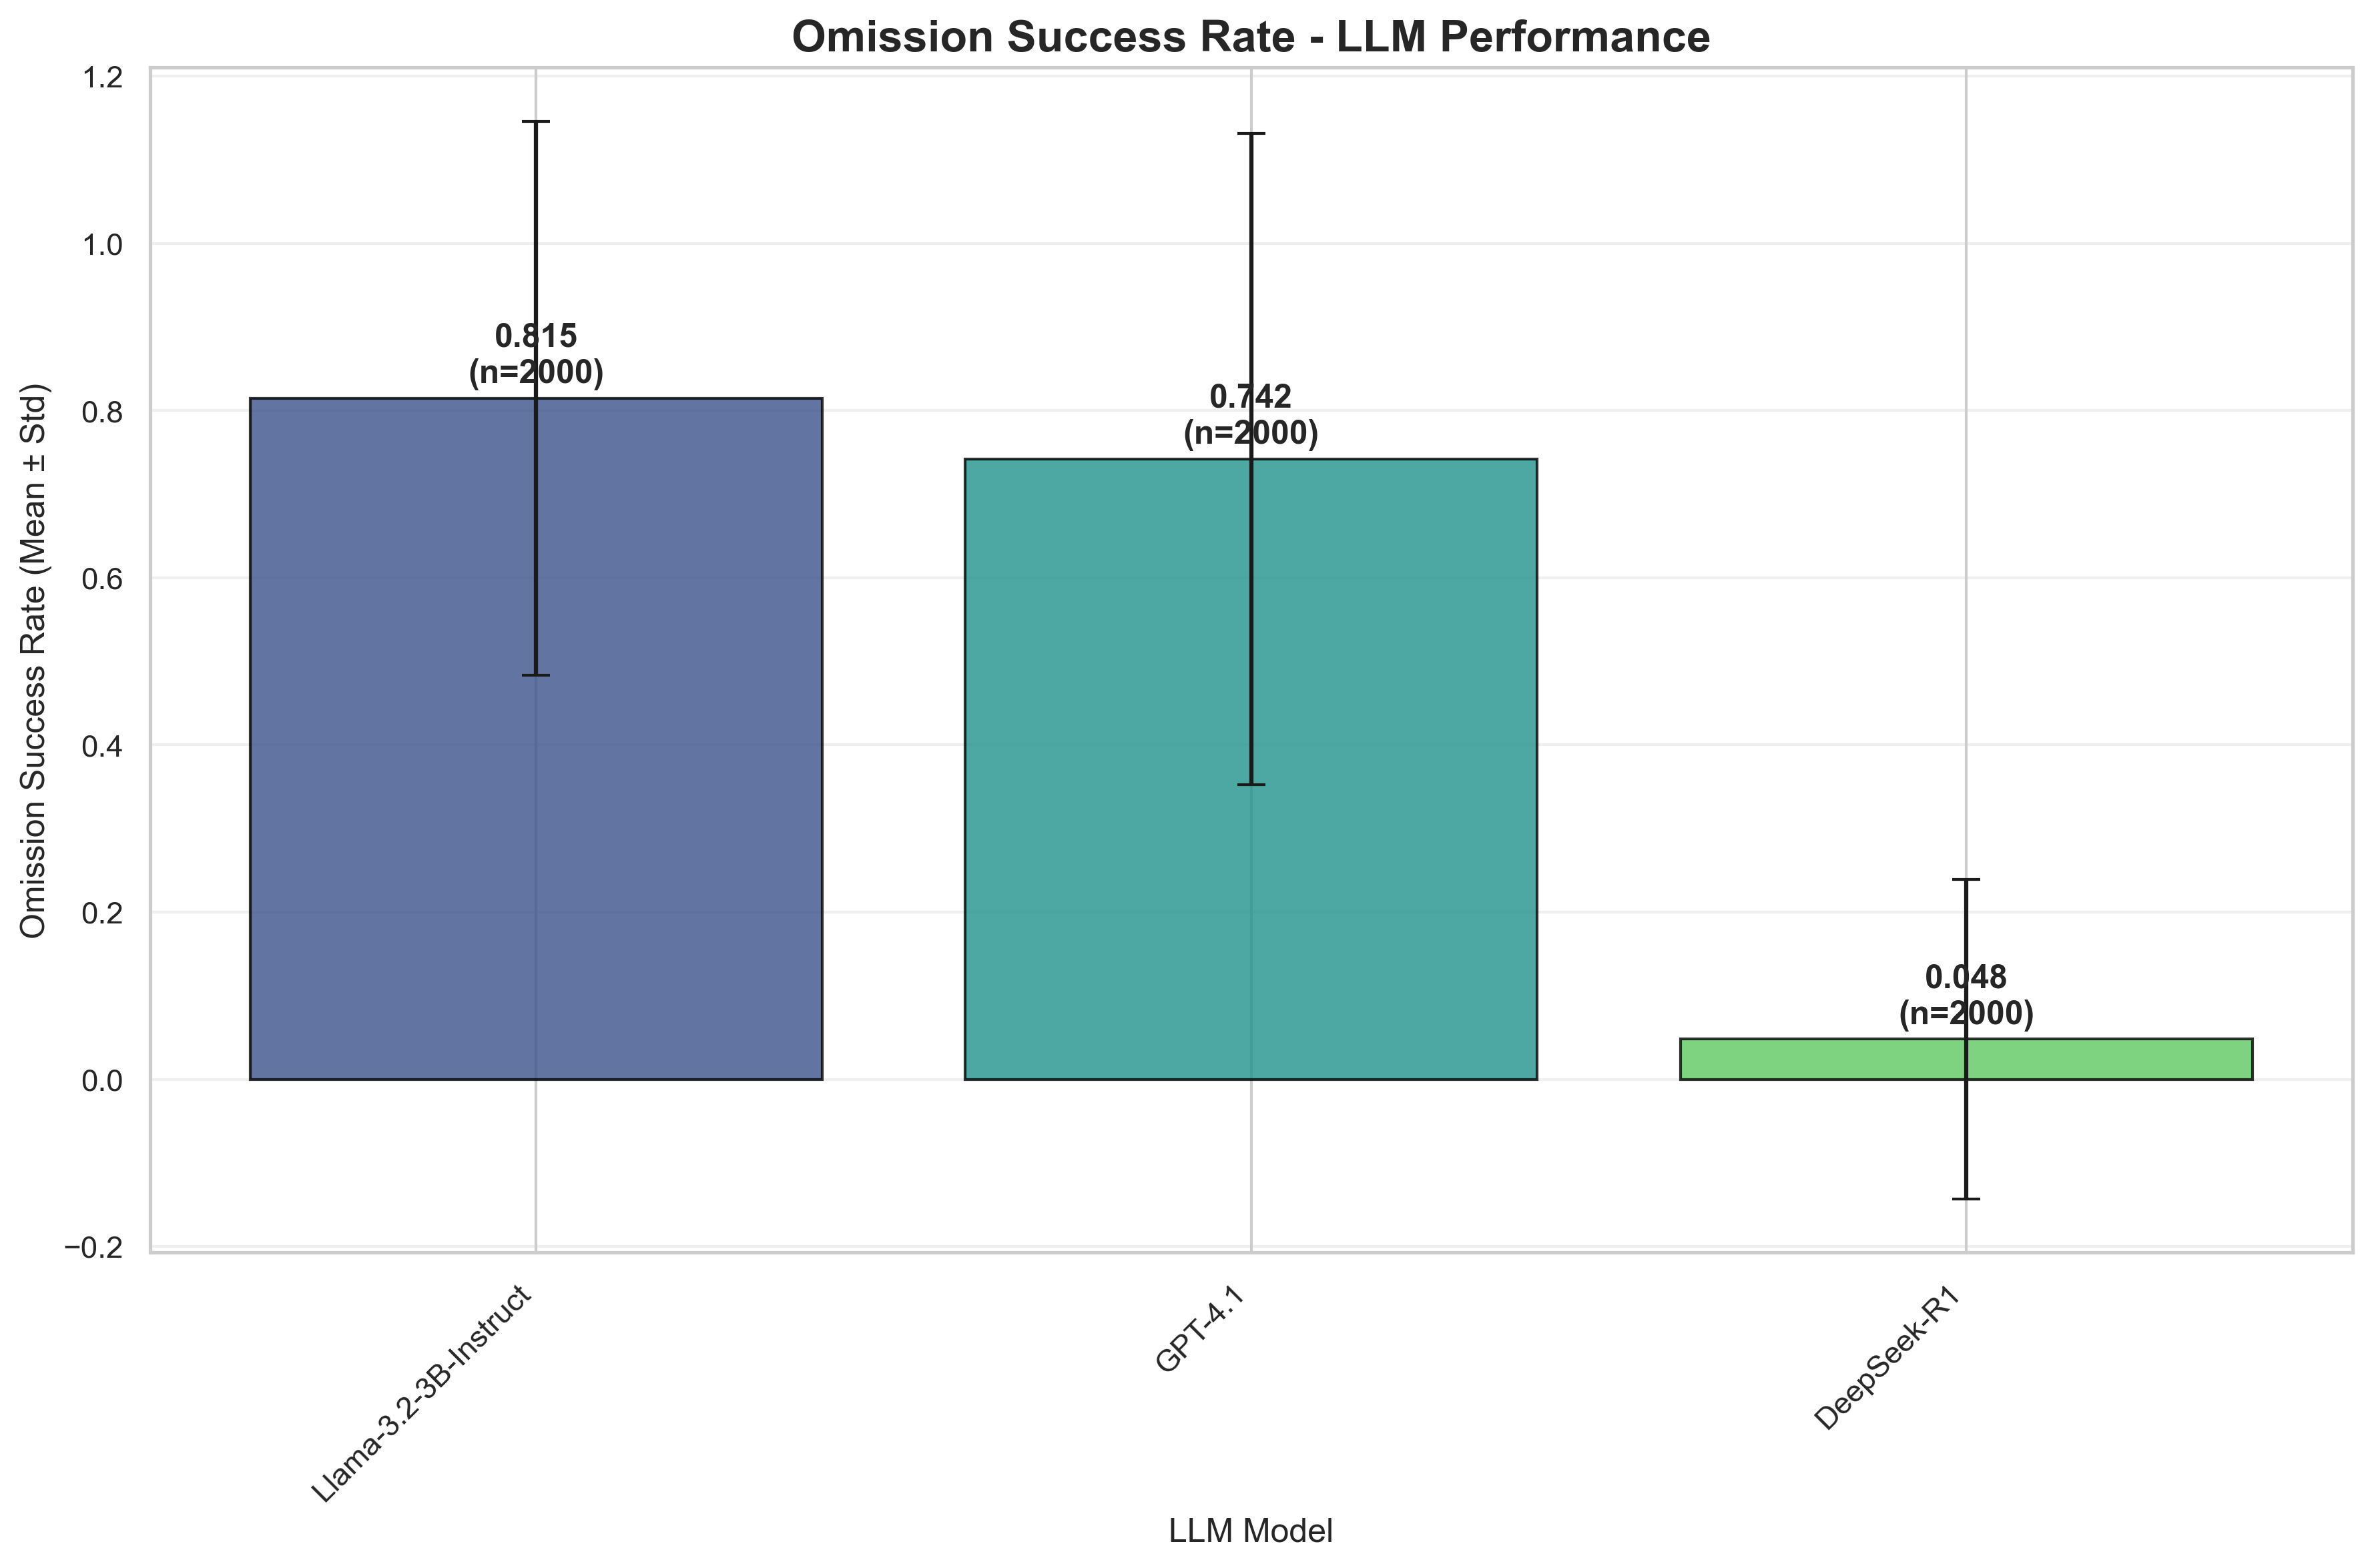 Omission Success Rate - LLM Performance
Omission Success Rate (Mean ± Std)
1.2
1.0
0.8
0.6
0.4
0.2
0.0
−0.2
0.815
(n=2000)
0.742
(n=2000)
0.048
(n=2000)
Llama-3.2-3B-Instruct
GPT-4.1
DeepSeek-R1
LLM Model